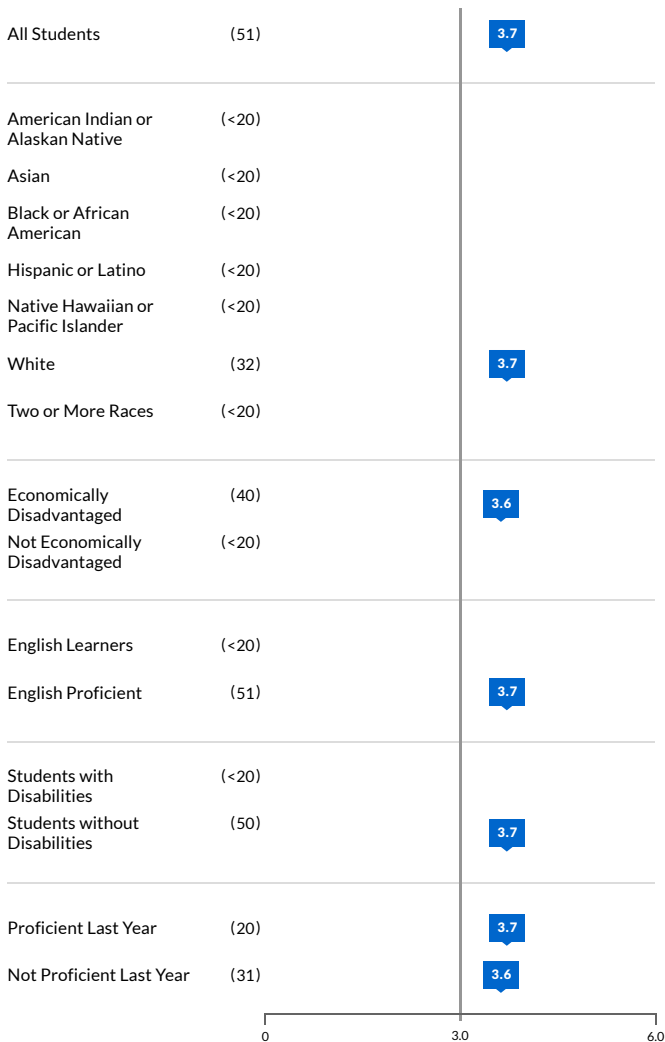 All Students (51) 3.7
American Indian or (<20)
Alaskan Native
Asian (<20)
Black or African (<20)
American
Hispanic or Latino (<20)
Native Hawaiian or (<20)
Pacific Islander
White (32) 3.7
Two or More Races (<20)
Economically (40) 3.6
Disadvantaged
Not Economically (<20)
Disadvantaged
English Learners (<20)
English Proficient (51) 3.7
Students with (<20)
Disabilities
Students without (50) 3.7
Disabilities
Proficient Last Year (20) 3.7
Not Proficient Last Year (31) 3.6
0 3.0 6.0